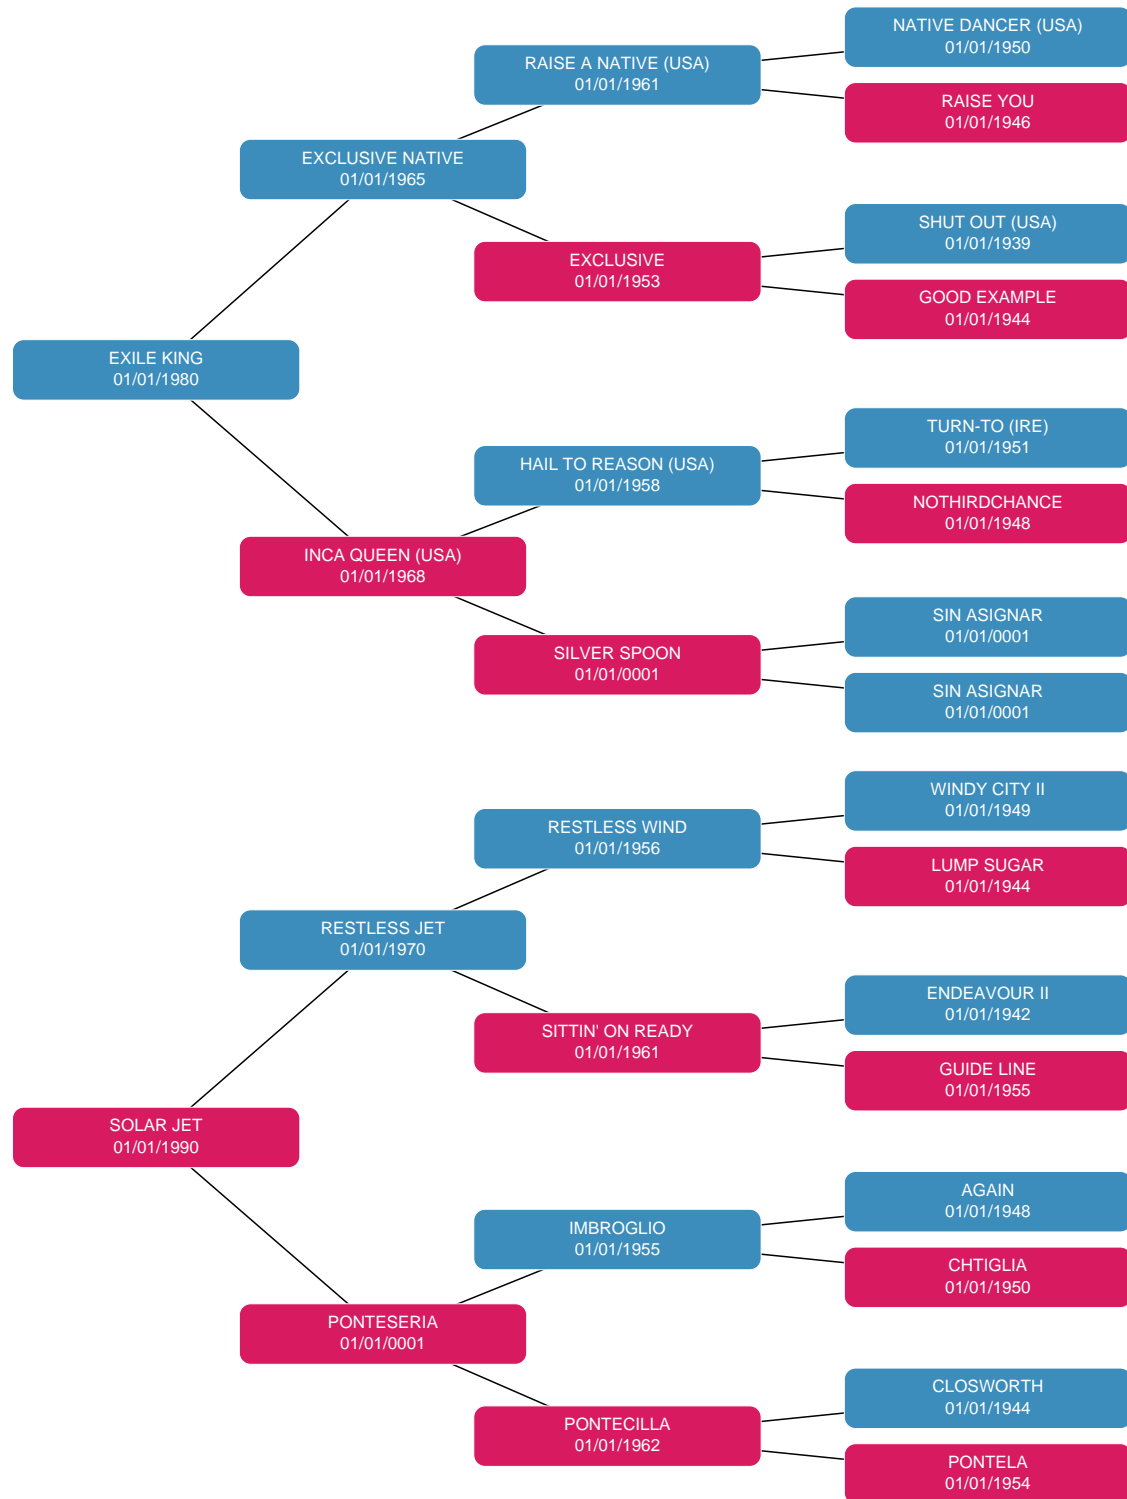 NATIVE DANCER (USA)
01/01/1950
RAISE A NATIVE (USA)
01/01/1961
RAISE YOU
01/01/1946
EXCLUSIVE NATIVE
01/01/1965
SHUT OUT (USA)
01/01/1939
EXCLUSIVE
01/01/1953
GOOD EXAMPLE
01/01/1944
EXILE KING
01/01/1980
TURN-TO (IRE)
01/01/1951
HAIL TO REASON (USA)
01/01/1958
NOTHIRDCHANCE
01/01/1948
INCA QUEEN (USA)
01/01/1968
SIN ASIGNAR
01/01/0001
SILVER SPOON
01/01/0001
SIN ASIGNAR
01/01/0001
WINDY CITY II
01/01/1949
RESTLESS WIND
01/01/1956
LUMP SUGAR
01/01/1944
RESTLESS JET
01/01/1970
ENDEAVOUR II
01/01/1942
SITTIN' ON READY
01/01/1961
GUIDE LINE
01/01/1955
SOLAR JET
01/01/1990
AGAIN
01/01/1948
IMBROGLIO
01/01/1955
CHTIGLIA
01/01/1950
PONTESERIA
01/01/0001
CLOSWORTH
01/01/1944
PONTECILLA
01/01/1962
PONTELA
01/01/1954